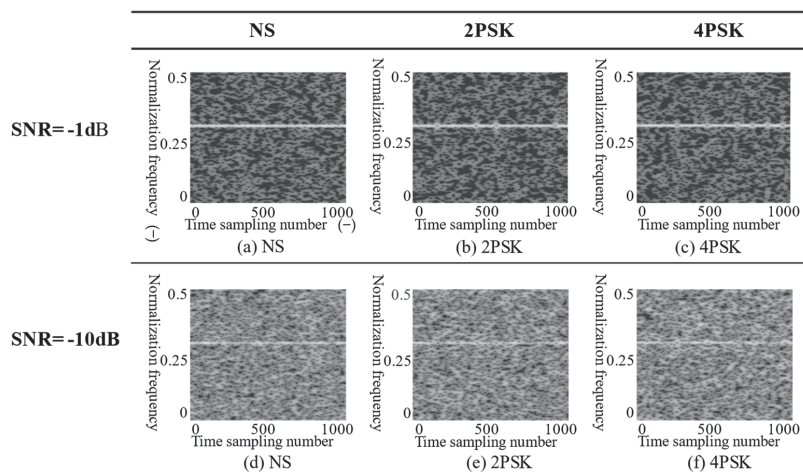 NS 2PSK 4PSK
SNR= -1dB
Normalization frequency (−)
0.5
0.25
0
0 500 1000
Time sampling number (−)
(a) NS
Normalization frequency
0.5
0.25
0
0 500 1000
Time sampling number
(b) 2PSK
Normalization frequency
0.5
0.25
0
0 500 1000
Time sampling number
(c) 4PSK
SNR= -10dB
Normalization frequency
0.5
0.25
0
0 500 1000
Time sampling number
(d) NS
Normalization frequency
0.5
0.25
0
0 500 1000
Time sampling number
(e) 2PSK
Normalization frequency
0.5
0.25
0
0 500 1000
Time sampling number
(f) 4PSK